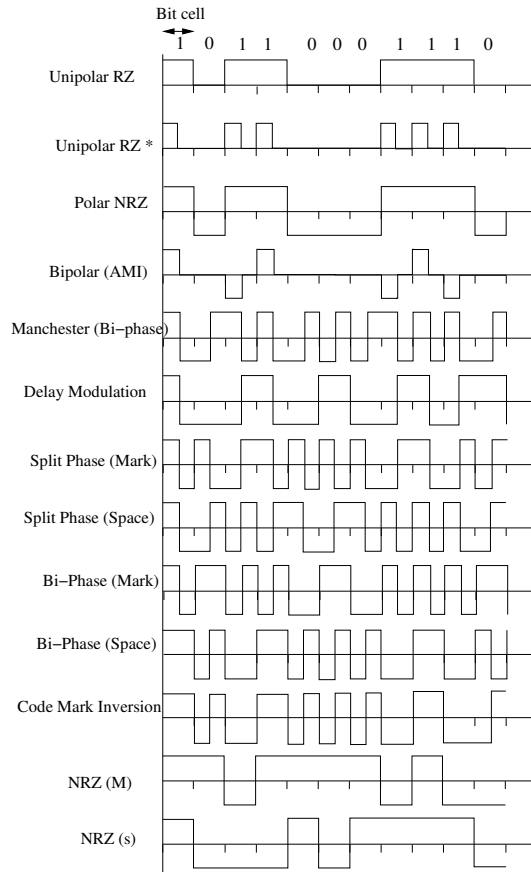 Bit cell
1 0 1 1 0 0 0 1 1 1 0
Unipolar RZ
Unipolar RZ *
Polar NRZ
Bipolar (AMI)
Manchester (Bi−phase)
Delay Modulation
Split Phase (Mark)
Split Phase (Space)
Bi−Phase (Mark)
Bi−Phase (Space)
Code Mark Inversion
NRZ (M)
NRZ (s)